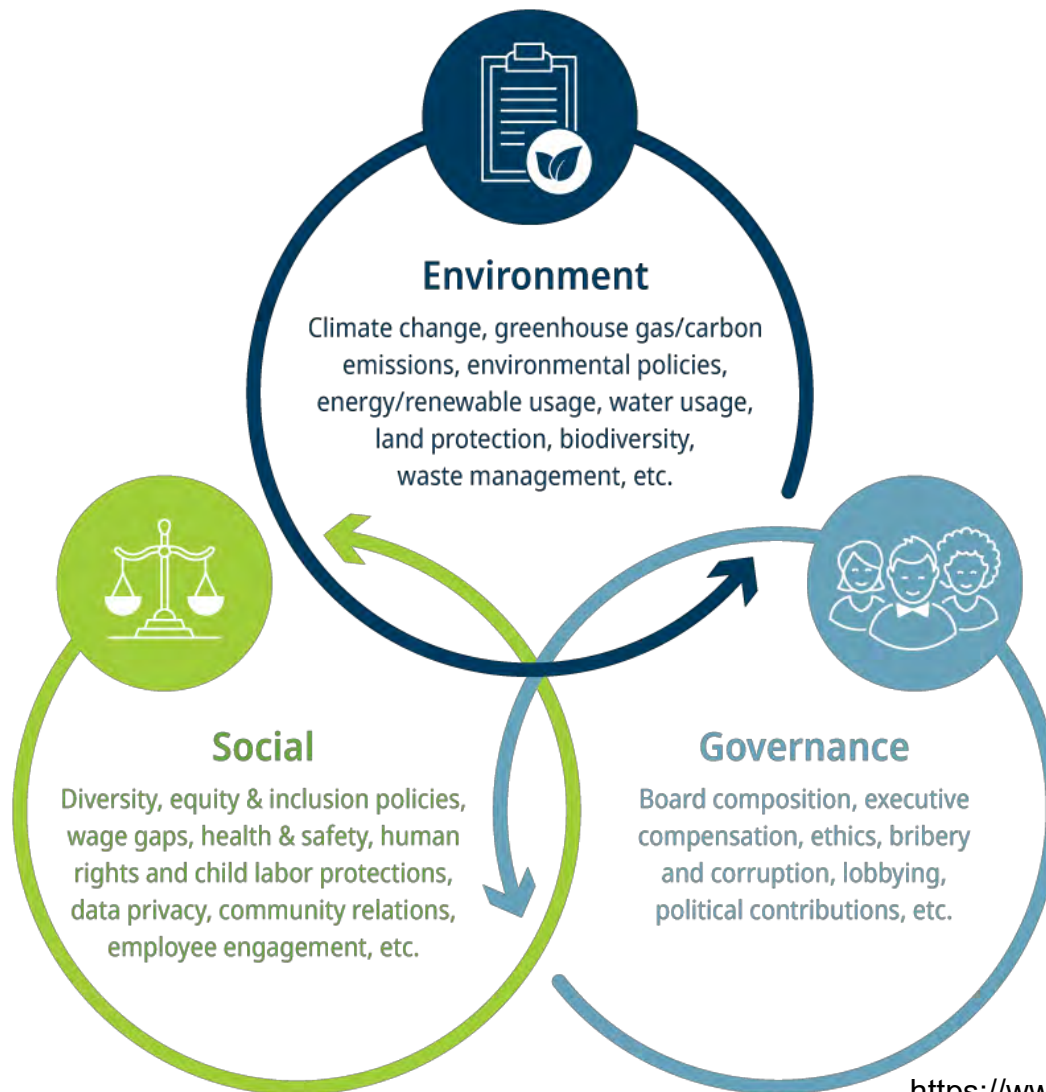 Environment
Climate change, greenhouse gas/carbon
emissions, environmental policies,
energy/renewable usage, water usage,
land protection, biodiversity,
waste management, etc.
Social
Diversity, equity & inclusion policies,
wage gaps, health & safety, human
rights and child labor protections,
data privacy, community relations,
employee engagement, etc.
Governance
Board composition, executive
compensation, ethics, bribery
and corruption, lobbying,
political contributions, etc.